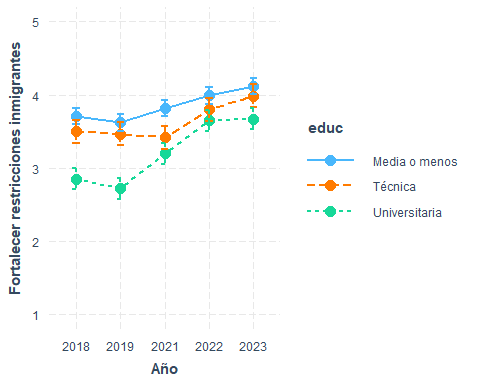 Fortalecer restricciones inmigrantes
5
4
3
2
1
2018 2019 2021 2022 2023
Año
educ
Media o menos
Técnica
Universitaria